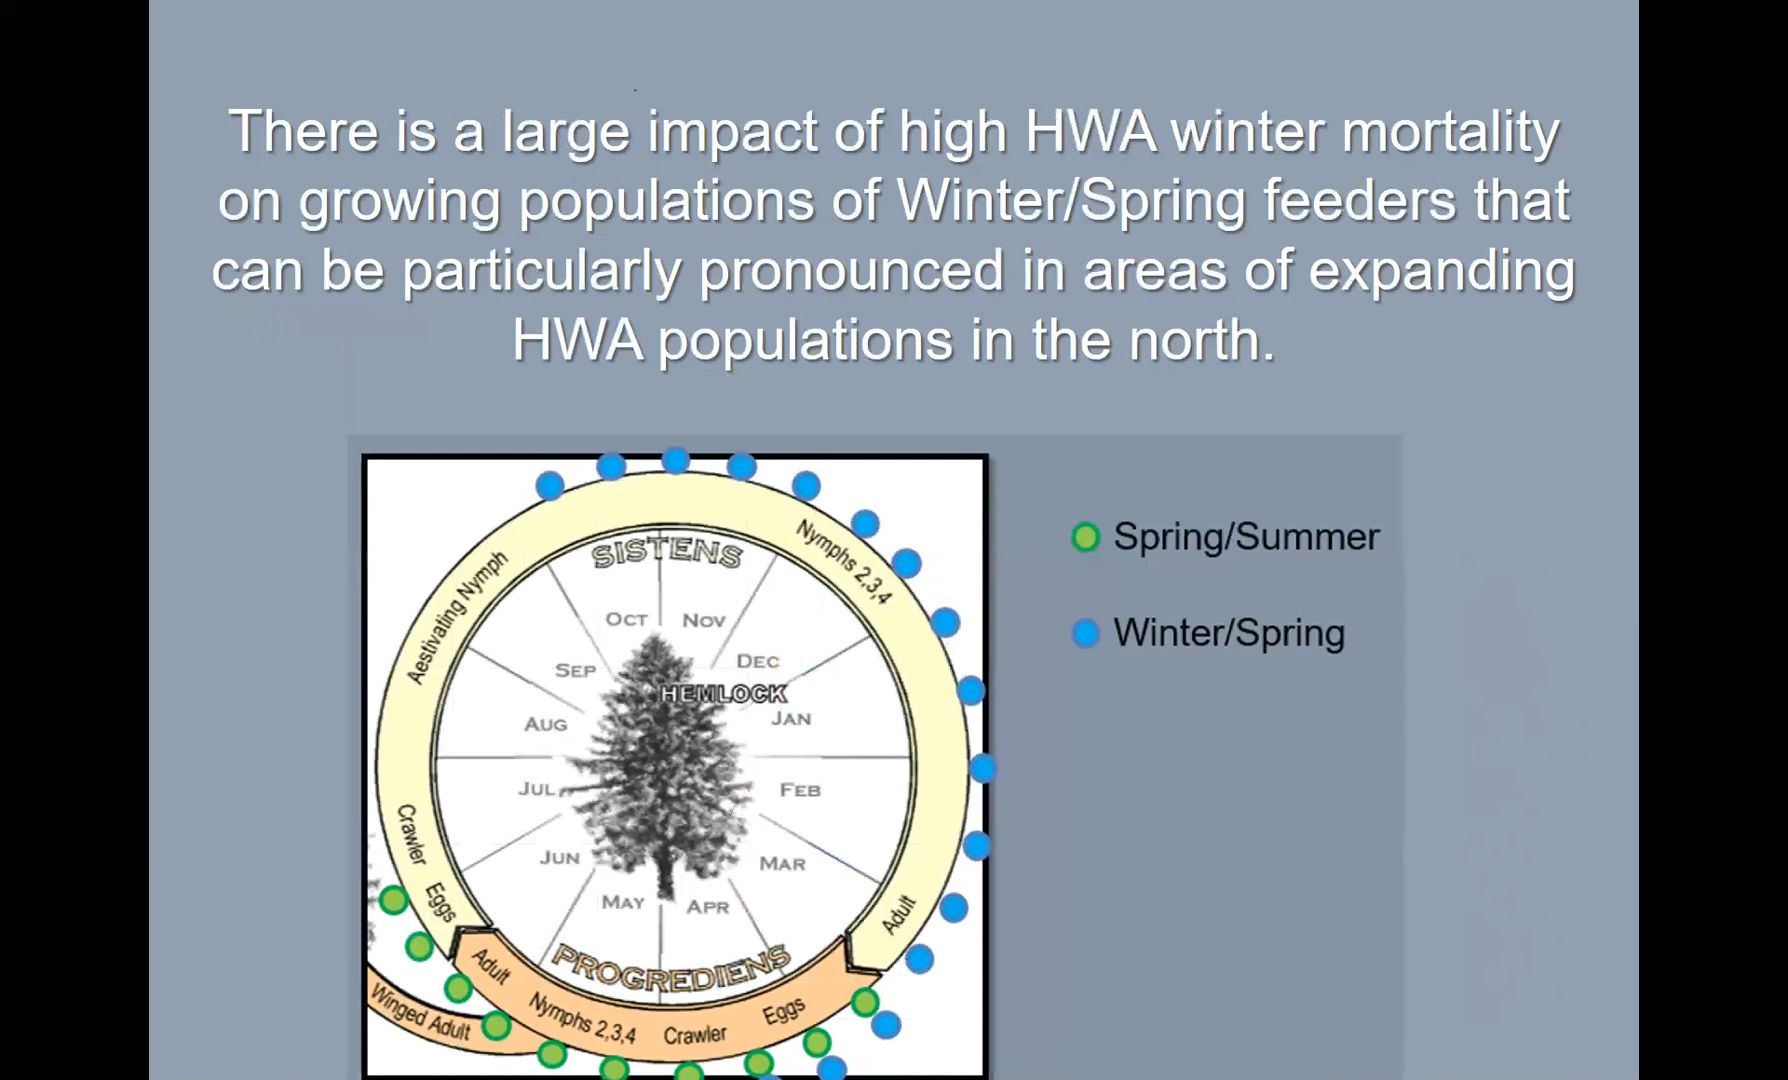 There is a large impact of high HWA winter mortality
on growing populations of Winter/Spring feeders that
can be particularly pronounced in areas of expanding
HWA populations in the north.
Spring/Summer
Winter/Spring
SISTENS
Nymphs 2,3,4
Aestivating Nymph
OCT
NOV
SEP
DEC
HEMLOCK
AUG
JAN
JUL
FEB
Crawler
JUN
MAR
Eggs
MAY
APR
Adult
PROGREDIENS
Adult
Nymphs 2,3,4
Crawler
Eggs
Winged Adult